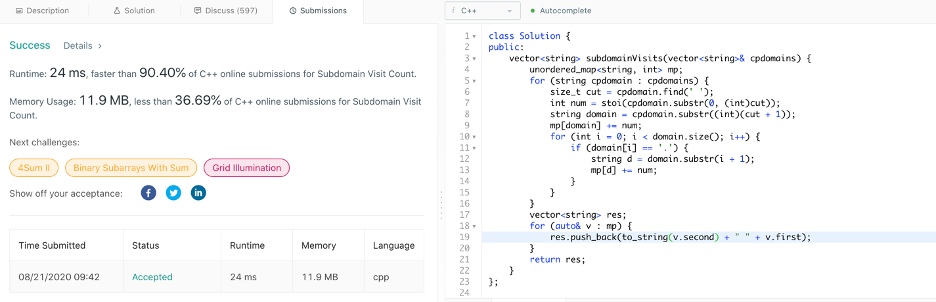 Description
Solution
Discuss (597)
Submissions
Success Details >
Runtime: 24 ms, faster than 90.40% of C++ online submissions for Subdomain Visit Count.
Memory Usage: 11.9 MB, less than 36.69% of C++ online submissions for Subdomain Visit
Count.
Next challenges:
4Sum II Binary Subarrays With Sum Grid Illumination
Show off your acceptance:
Time Submitted Status Runtime Memory Language
08/21/2020 09:42 Accepted 24 ms 11.9 MB cpp
i C++ Autocomplete
1 class Solution {
2 public:
3 vector<string> subdomainVisits(vector<string>& cpdomains) {
4 unordered_map<string, int> mp;
5 for (string cpdomain : cpdomains) {
6 size_t cut = cpdomain.find(' ');
7 int num = stoi(cpdomain.substr(0, (int)cut));
8 string domain = cpdomain.substr((int)(cut + 1));
9 mp[domain] += num;
10 for (int i = 0; i < domain.size(); i++) {
11 if (domain[i] == '.') {
12 string d = domain.substr(i + 1);
13 mp[d] += num;
14 }
15 }
16 }
17 vector<string> res;
18 for (auto& v : mp) {
19 res.push_back(to_string(v.second) + " " + v.first);
20 }
21 return res;
22 }
23 };
24